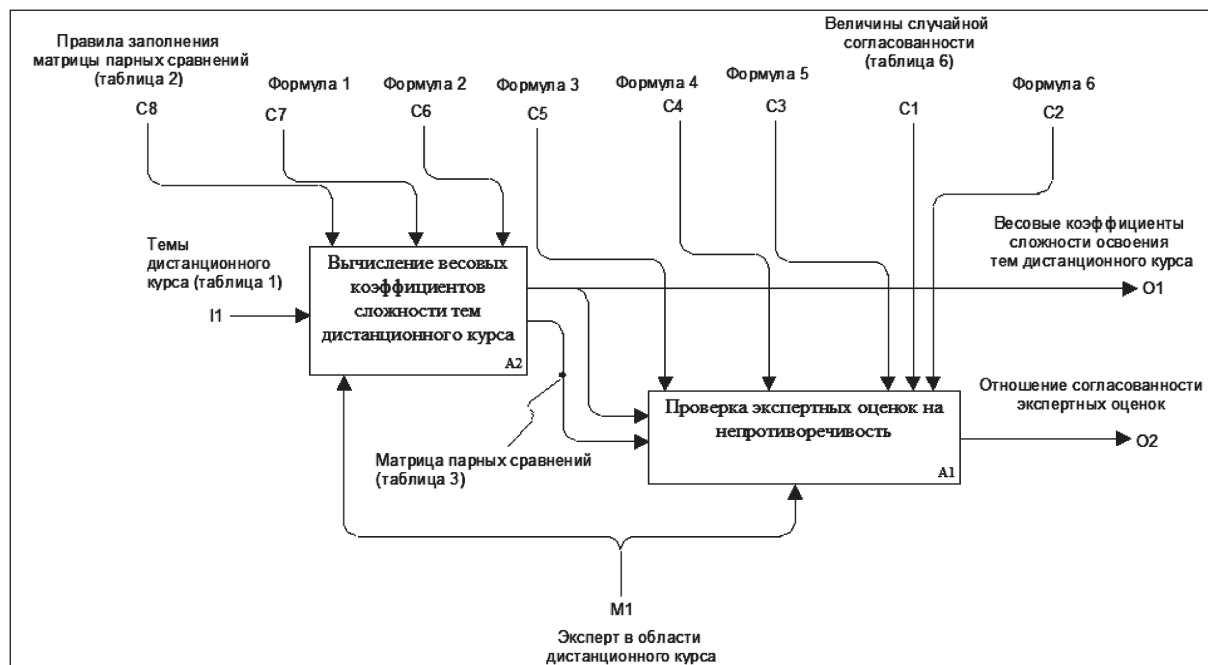 Правила заполнения
матрицы парных сравнений
(таблица 2)
C8
Формула 1
C7
Формула 2
C6
Формула 3
C5
Формула 4
C4
Формула 5
C3
Величины случайной
согласованности
(таблица 6)
C1
Формула 6
C2
Темы
дистанционного
курса (таблица 1)
I1
Вычисление весовых
коэффициентов
сложности тем
дистанционного курса
A2
Весовые коэффициенты
сложности освоения
тем дистанционного курса
O1
Проверка экспертных оценок на
непротиворечивость
A1
Отношение согласованности
экспертных оценок
O2
Матрица парных сравнений
(таблица 3)
M1
Эксперт в области
дистанционного курса